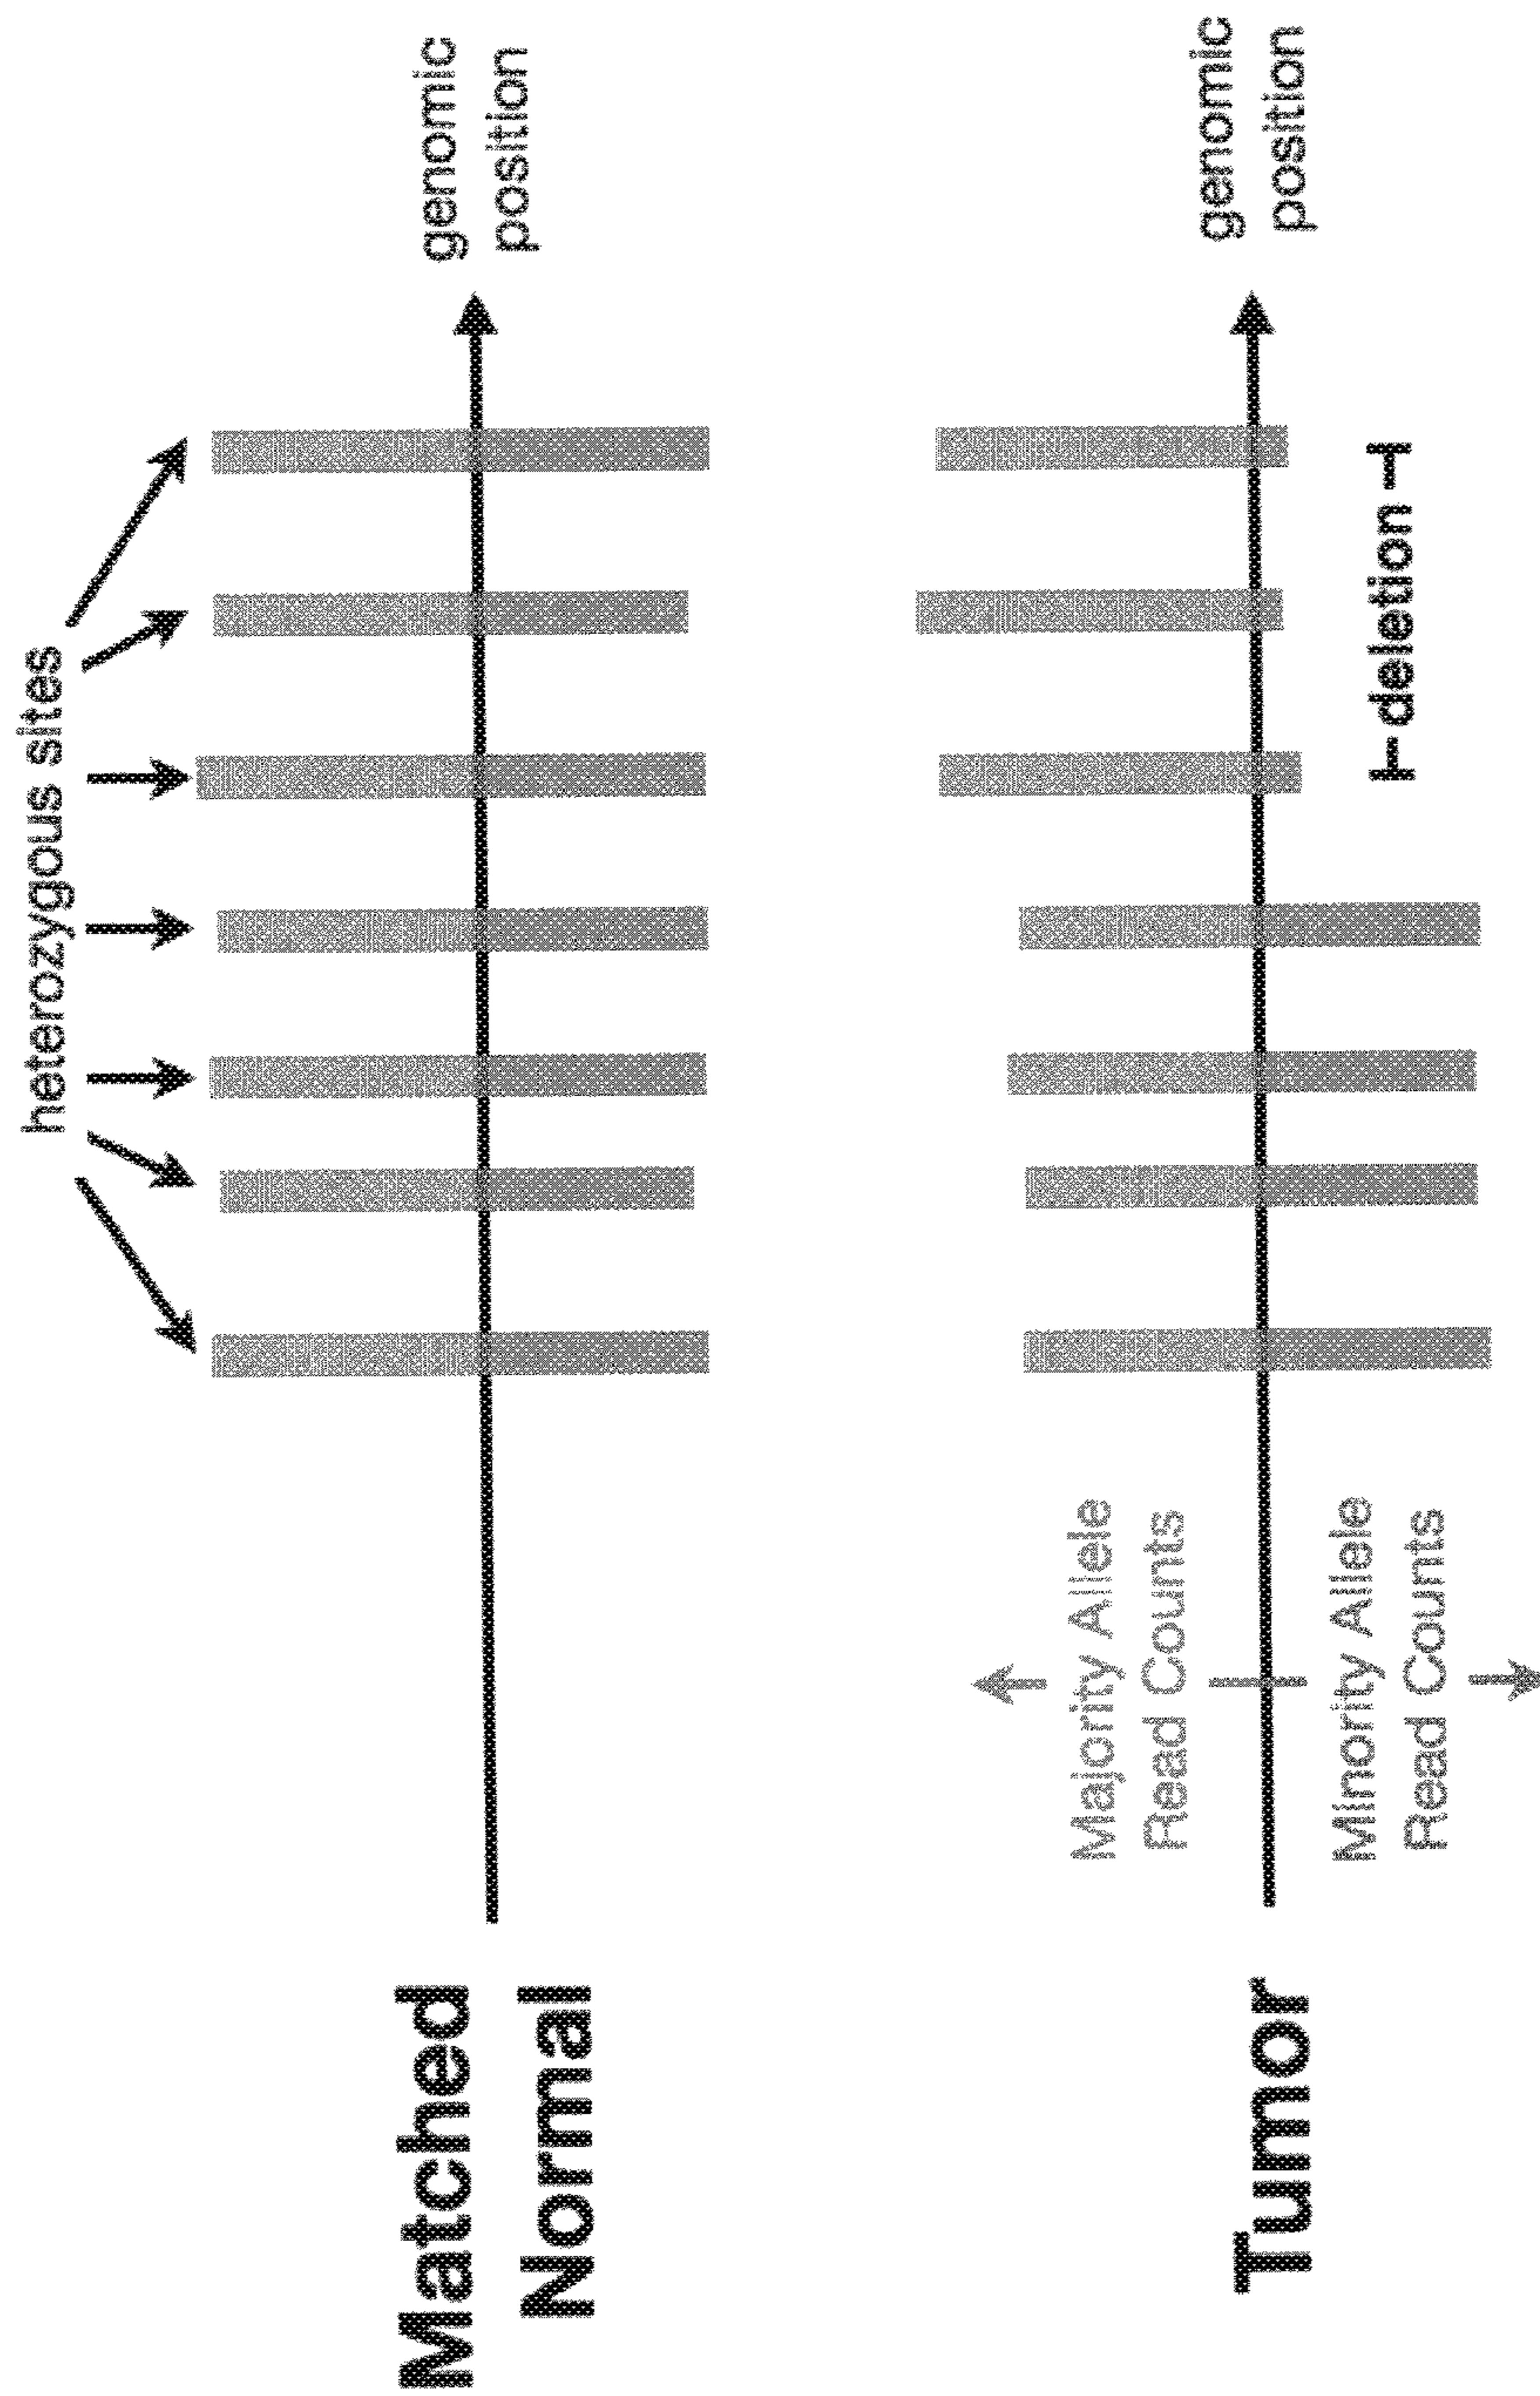 heterozygous sites
Matched
Normal
genomic
position
Majority Allele
Read Counts
Tumor
genomic
position
Minority Allele
Read Counts
deletion